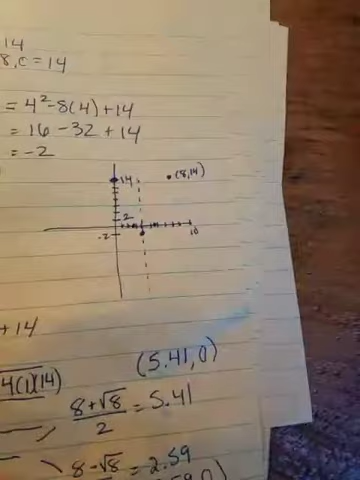 14
8, C = 14
= 4² - 8(4) + 14
= 16 - 32 + 14
= -2
14
(8,14)
2
-2
10
+ 14
4(1)(14)
(5.41, 0)
8 + √8 / 2 = 5.41
8 - √8 = 2.59
0)